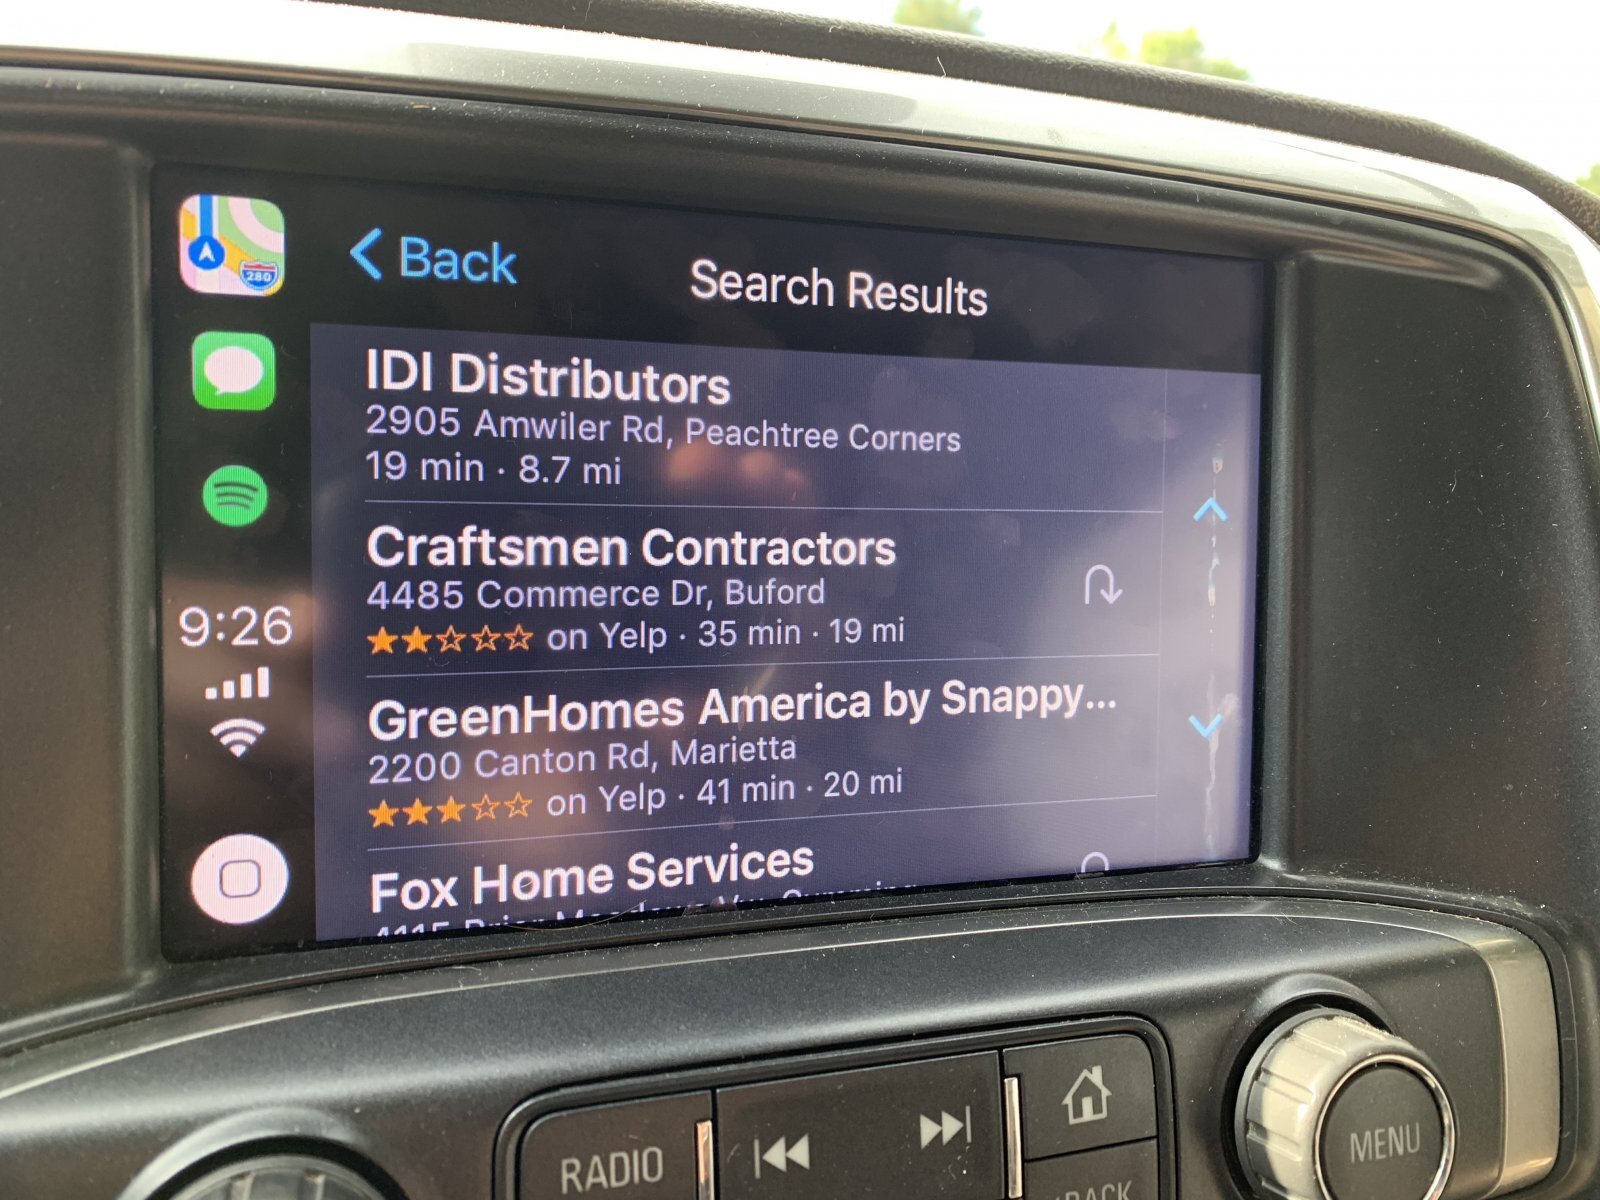 280
Back
Search Results
IDI Distributors
2905 Amwiler Rd, Peachtree Corners
19 min · 8.7 mi
Craftsmen Contractors
4485 Commerce Dr, Buford
on Yelp · 35 min · 19 mi
GreenHomes America by Snappy...
2200 Canton Rd, Marietta
on Yelp · 41 min · 20 mi
Fox Home Services
9:26
RADIO
MENU
BACK